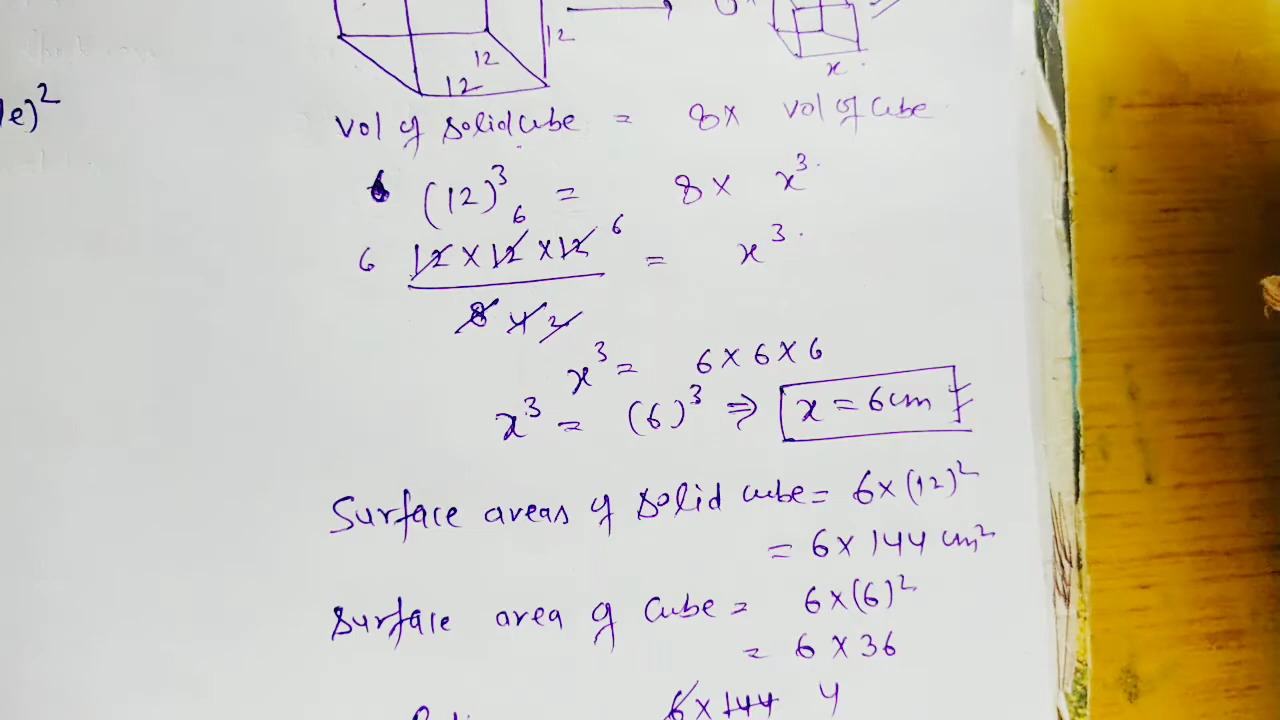 12
12
12
x
le)²
Vol of solid cube = 8x vol of cube
(12)³ = 8 x x³
6 6
6 12 x 12 x 12 = x³
8 4 2
x³ = 6 x 6 x 6
x³ = (6)³ ⇒ x = 6cm
Surface areas of solid cube = 6 x (12)²
= 6 x 144 cm²
Surface area of Cube = 6 x (6)²
= 6 x 36
6 x 144 4